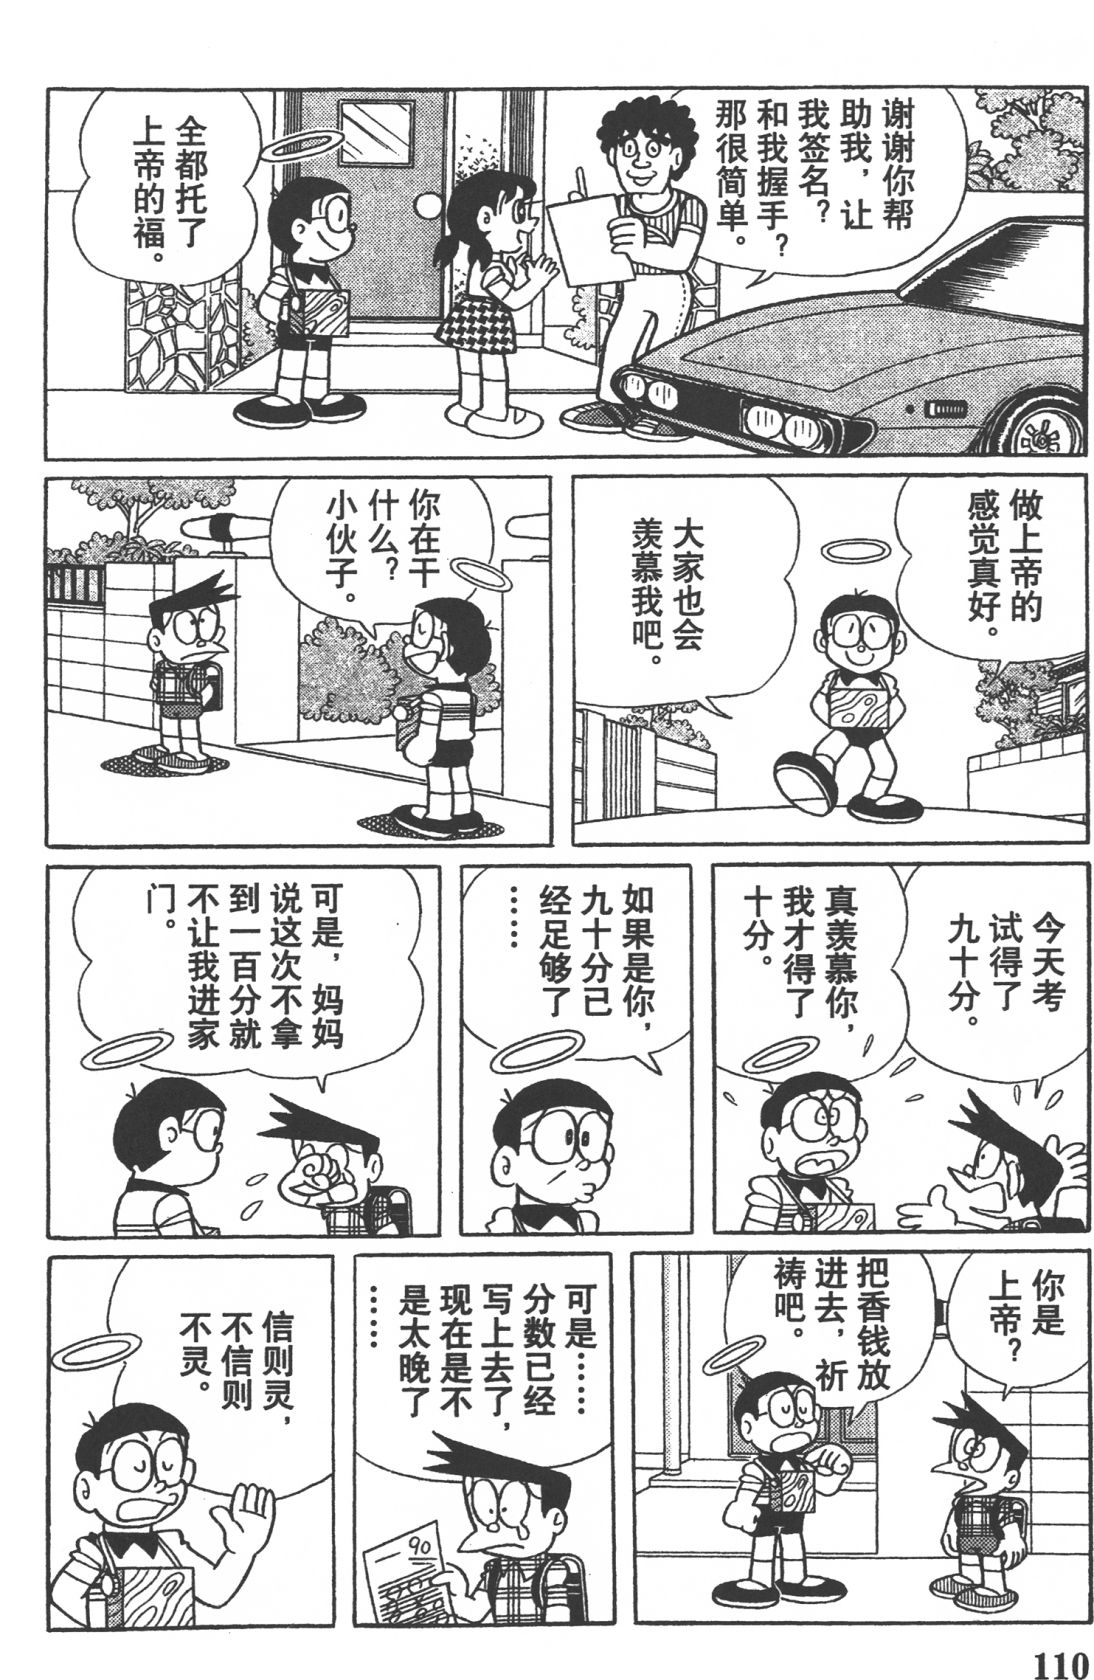 谢谢你帮
助我，让
我签名？
和我握手？
那很简单。
全都托了
上帝的福。
做上帝的
感觉真好。
大家也会
羡慕我吧。
你在干
什么？
小伙子。
今天考
试得了
九十分。
真羡慕你，
我才得了
十分。
如果是你，
九十分已
经足够了
……
可是，妈妈
说这次不拿
到一百分就
不让我进家
门。
你是
上帝？
把香钱放
进去，祈
祷吧。
可是……
分数已经
写上去了，
现在是不
是太晚了
……
90
信则灵，
不信则
不灵。
110